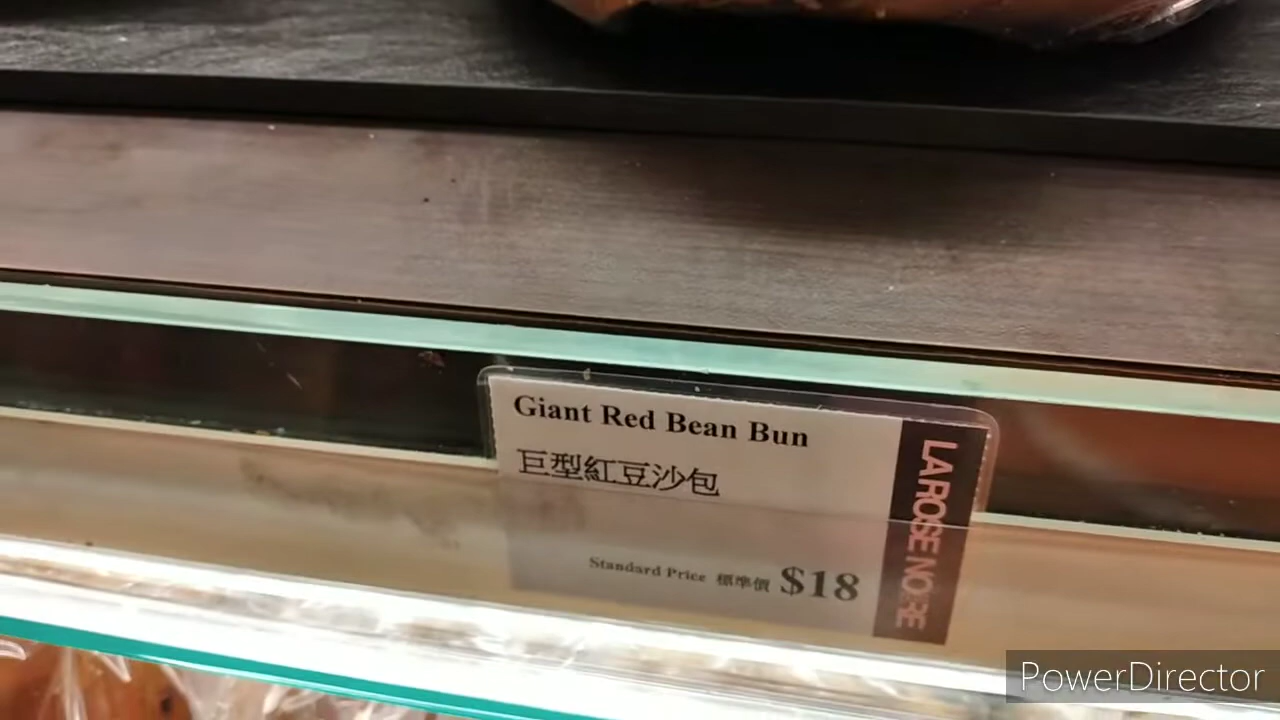 Giant Red Bean Bun
巨型紅豆沙包
Standard Price 標準價 $18
LA ROSE NOIRE
PowerDirector